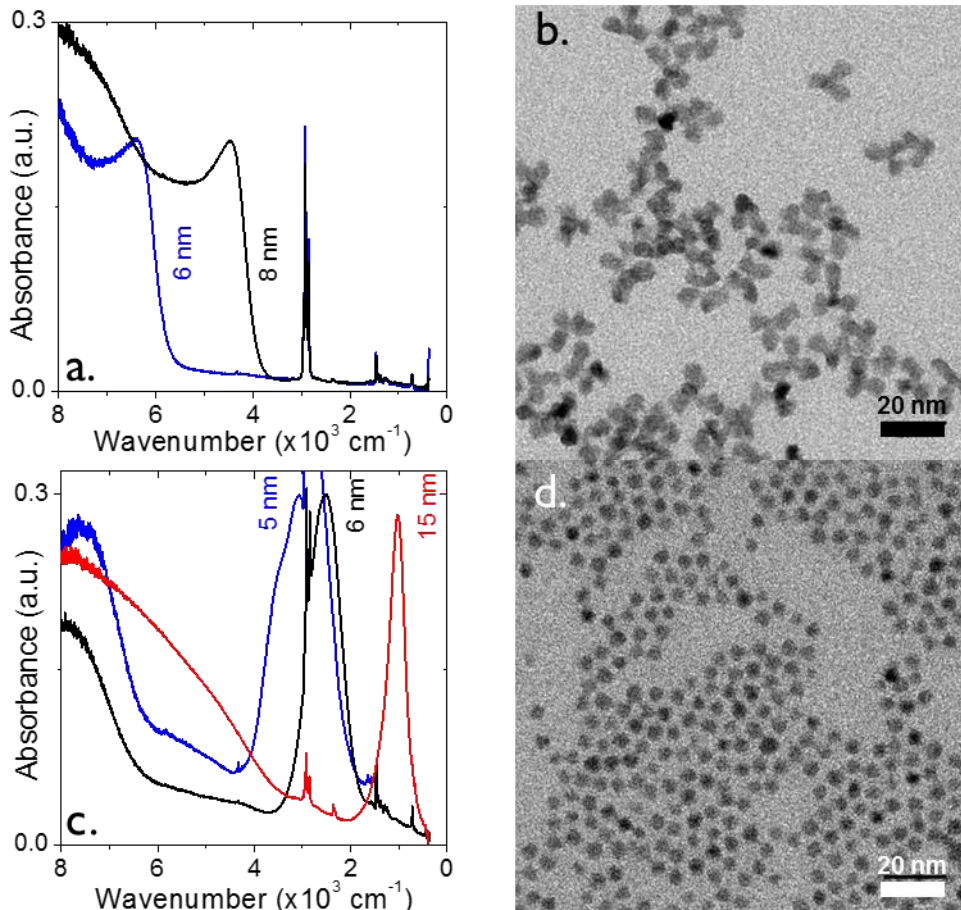 0.3
Absorbance (a.u.)
6 nm
8 nm
a.
0.0
8 6 4 2 0
Wavenumber (x10³ cm⁻¹)
b.
20 nm
0.3
Absorbance (a.u.)
5 nm
6 nm
15 nm
c.
0.0
8 6 4 2 0
Wavenumber (x10³ cm⁻¹)
d.
20 nm